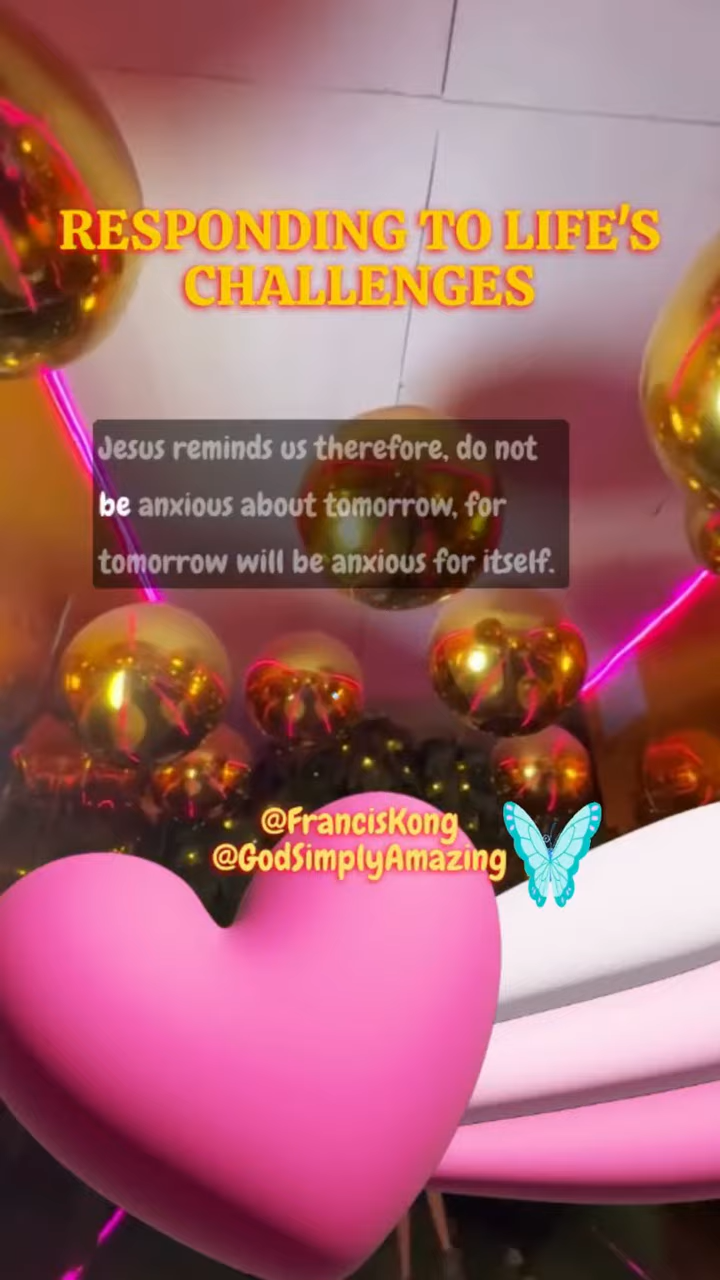 RESPONDING TO LIFE'S
CHALLENGES
Jesus reminds us therefore, do not
be anxious about tomorrow, for
tomorrow will be anxious for itself.
@FrancisKong
@GodSimplyAmazing